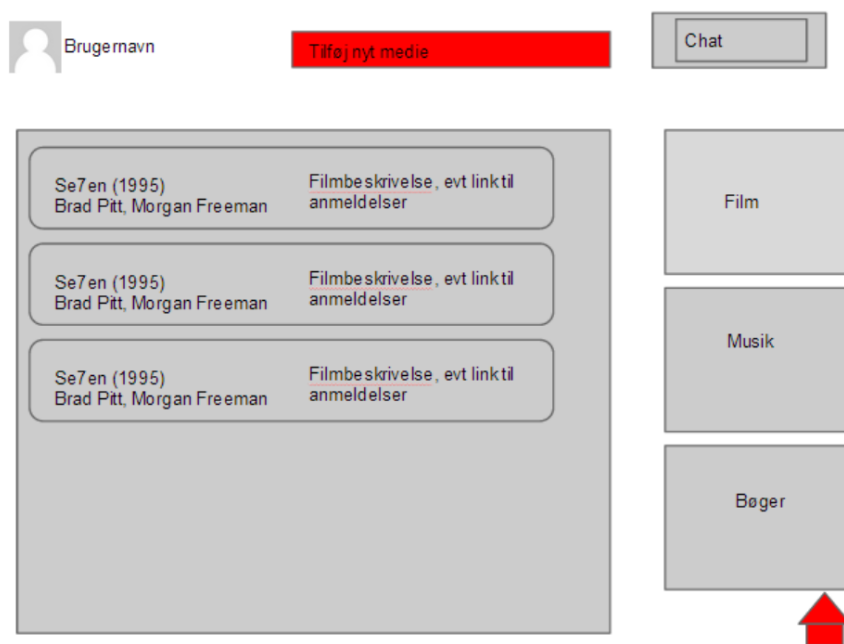 Brugernavn
Tilføj nyt medie
Chat
Se7en (1995)
Brad Pitt, Morgan Freeman
Filmbeskrivelse, evt link til
anmeldelser
Se7en (1995)
Brad Pitt, Morgan Freeman
Filmbeskrivelse, evt link til
anmeldelser
Se7en (1995)
Brad Pitt, Morgan Freeman
Filmbeskrivelse, evt link til
anmeldelser
Film
Musik
Bøger